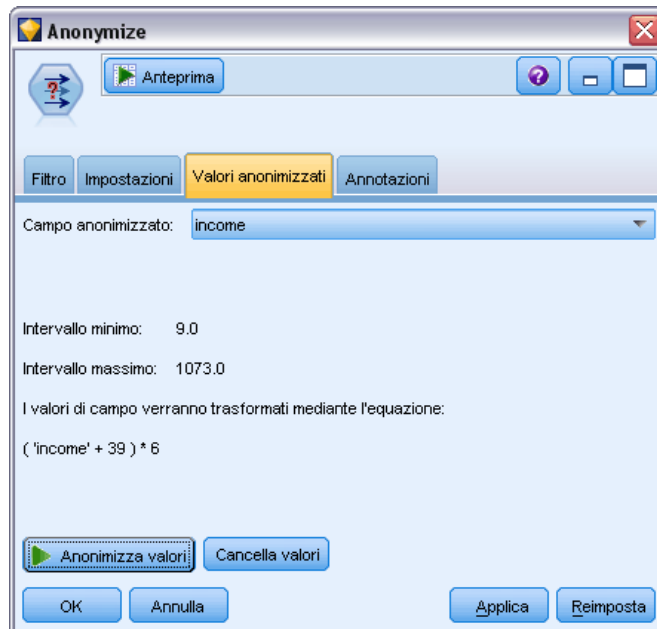 Anonymize
Anteprima
?
Filtro Impostazioni Valori anonimizzati Annotazioni
Campo anonimizzato: income
Intervallo minimo: 9.0
Intervallo massimo: 1073.0
I valori di campo verranno trasformati mediante l'equazione:
( 'income' + 39 ) * 6
Anonimizza valori Cancella valori
OK Annulla Applica Reimposta